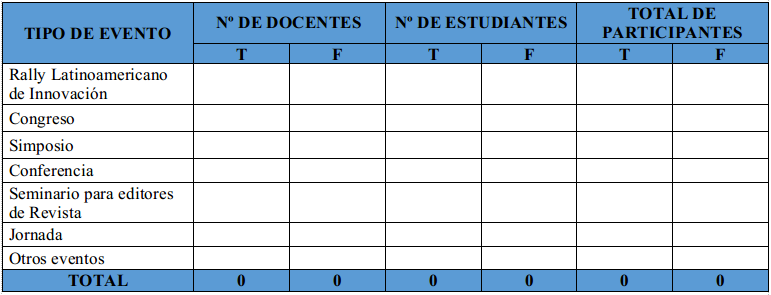 TIPO DE EVENTO Nº DE DOCENTES Nº DE ESTUDIANTES TOTAL DE PARTICIPANTES
T F T F T F
Rally Latinoamericano
de Innovación
Congreso
Simposio
Conferencia
Seminario para editores
de Revista
Jornada
Otros eventos
TOTAL 0 0 0 0 0 0